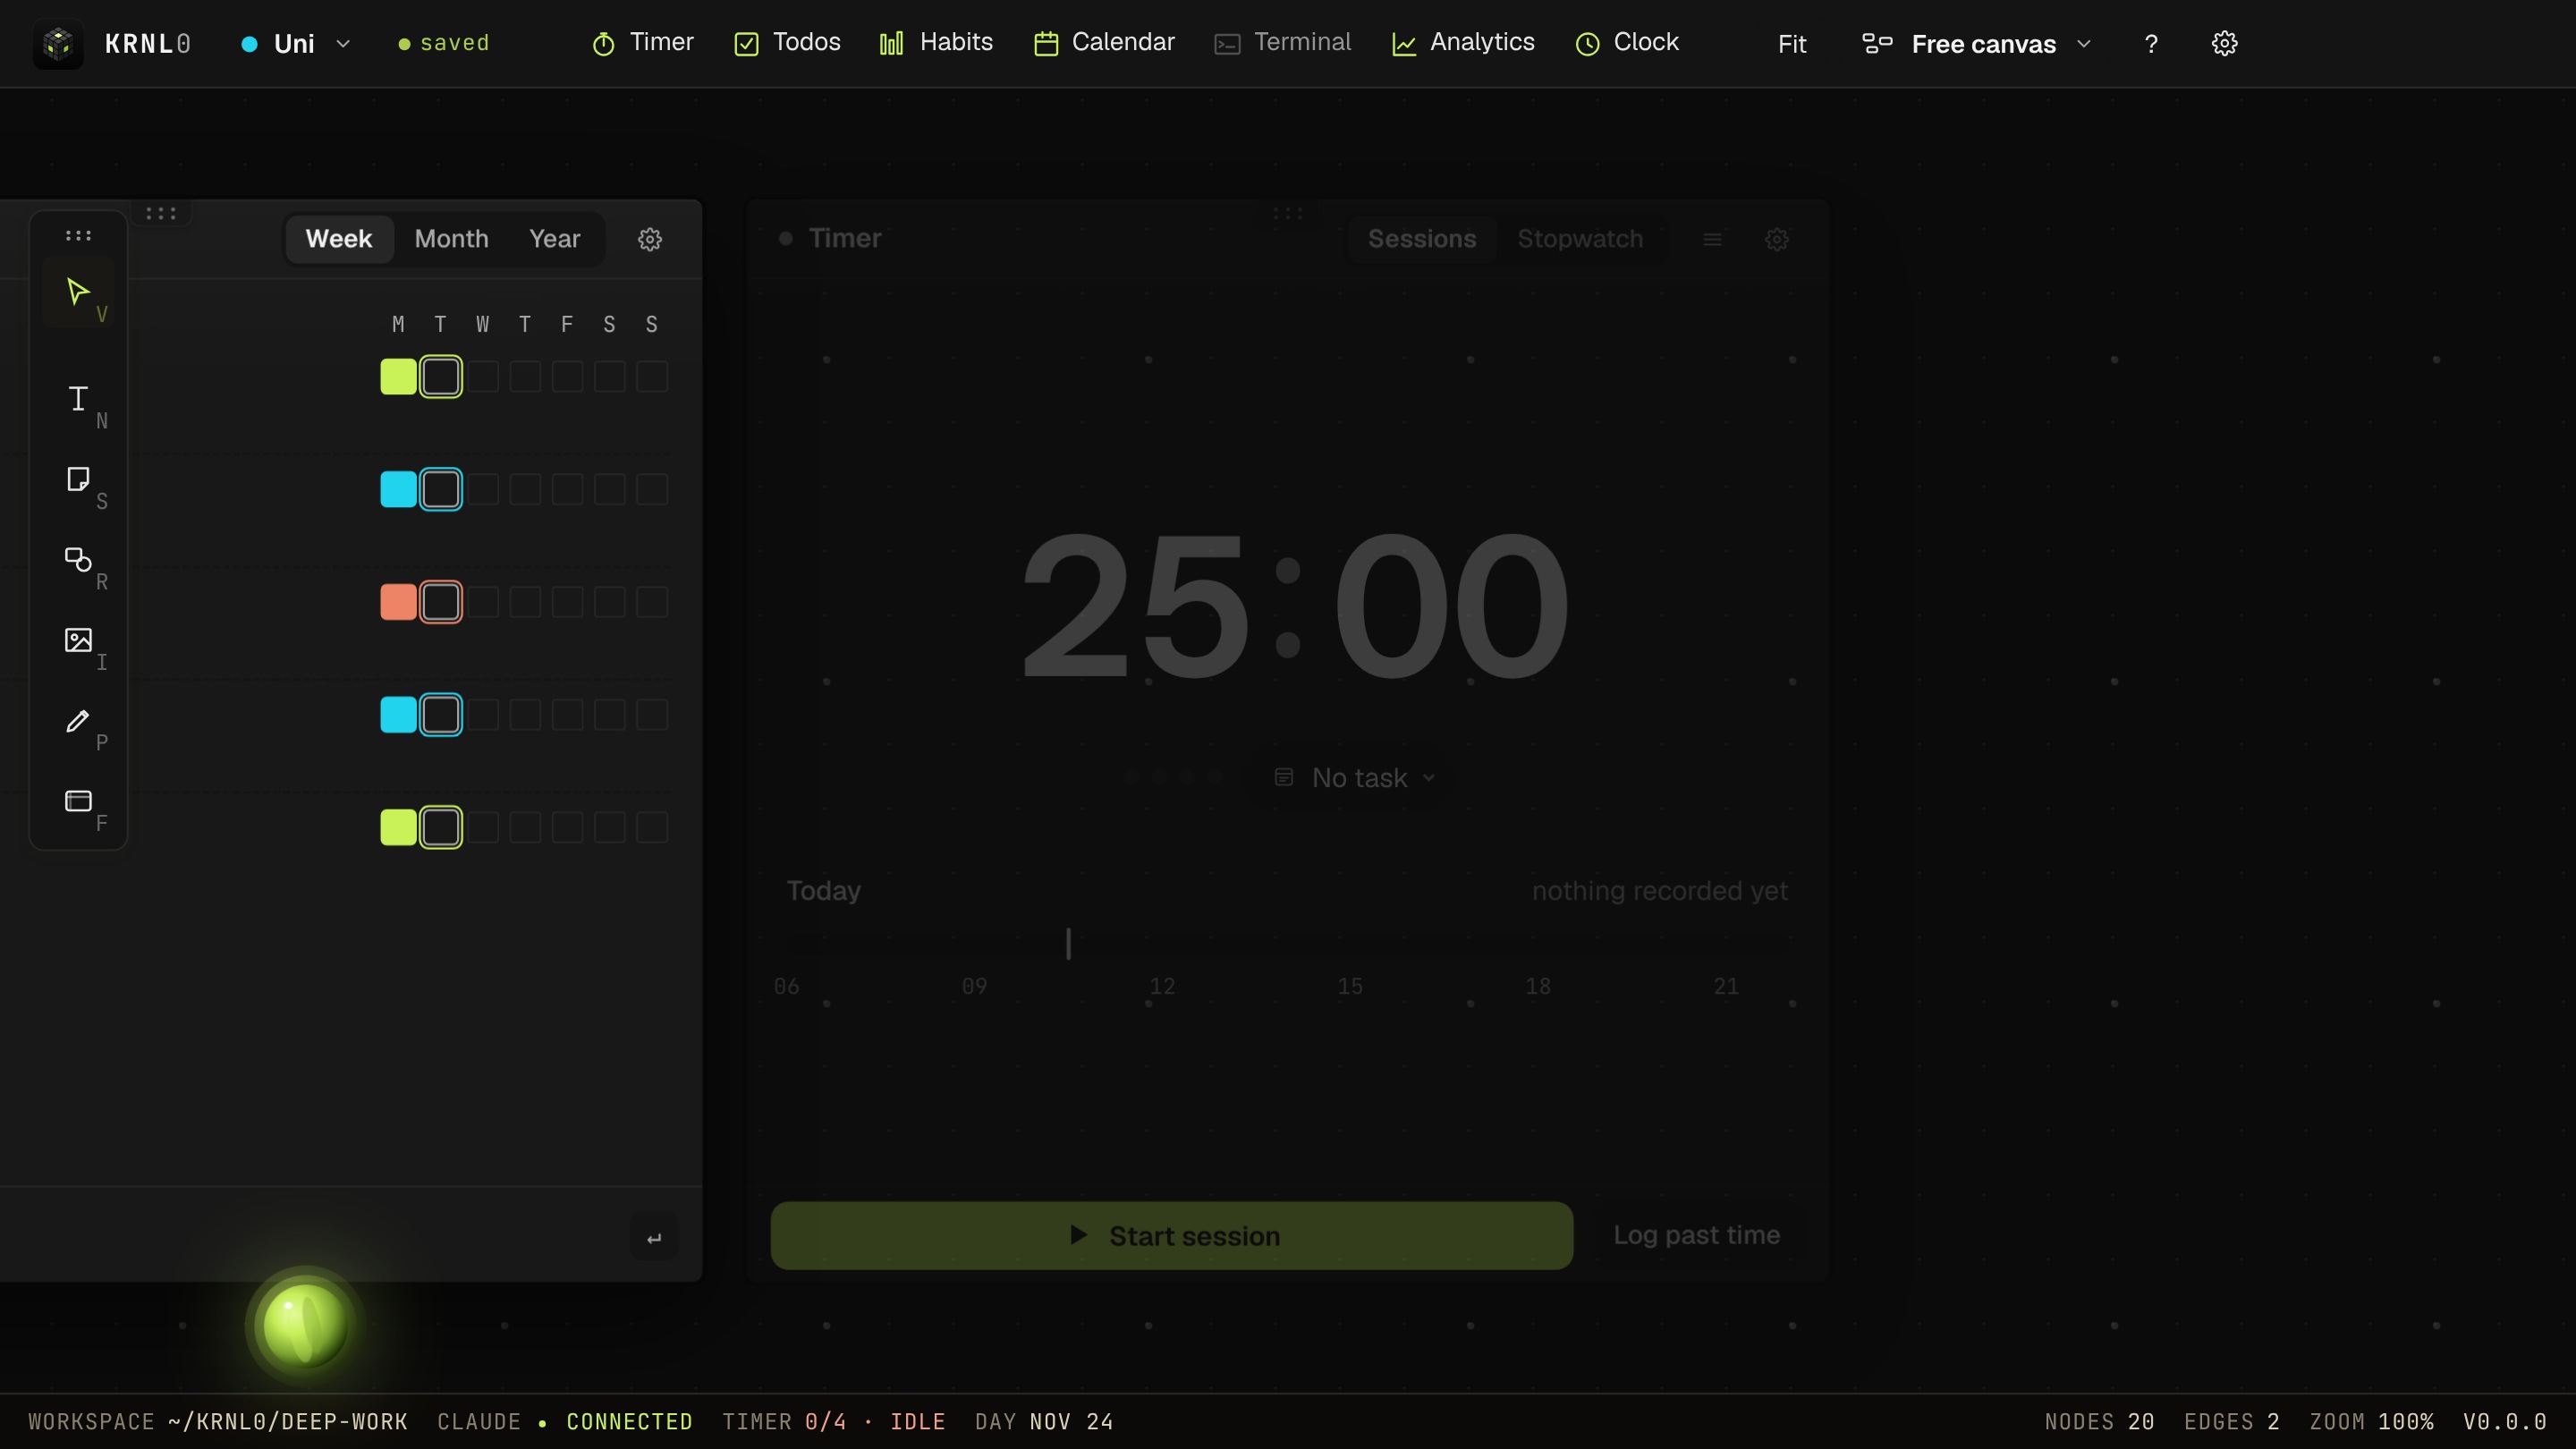 KRNL0 Uni saved Timer Todos Habits Calendar Terminal Analytics Clock Fit Free canvas ?
Week Month Year
V
N
S
R
I
P
F
M T W T F S S
Timer Sessions Stopwatch
25:00
No task
Today nothing recorded yet
06 09 12 15 18 21
Start session Log past time
WORKSPACE ~/KRNL0/DEEP-WORK CLAUDE • CONNECTED TIMER 0/4 · IDLE DAY NOV 24 NODES 20 EDGES 2 ZOOM 100% V0.0.0